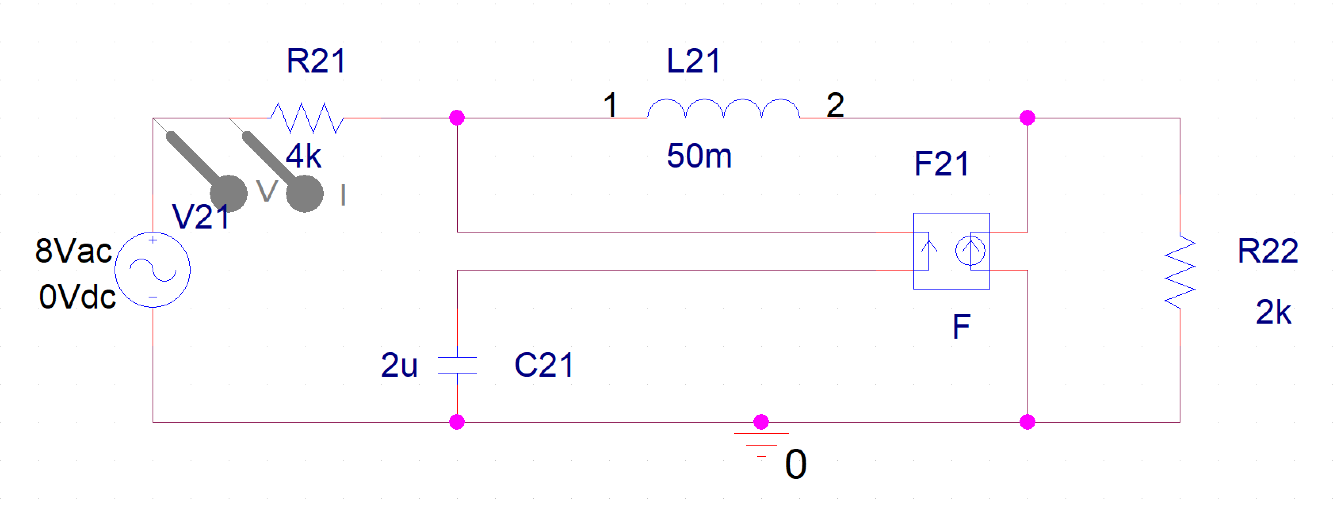 R21
L21
1
2
4k
50m
F21
V
I
V21
8Vac
0Vdc
+
-
R22
2k
F
2u
C21
0